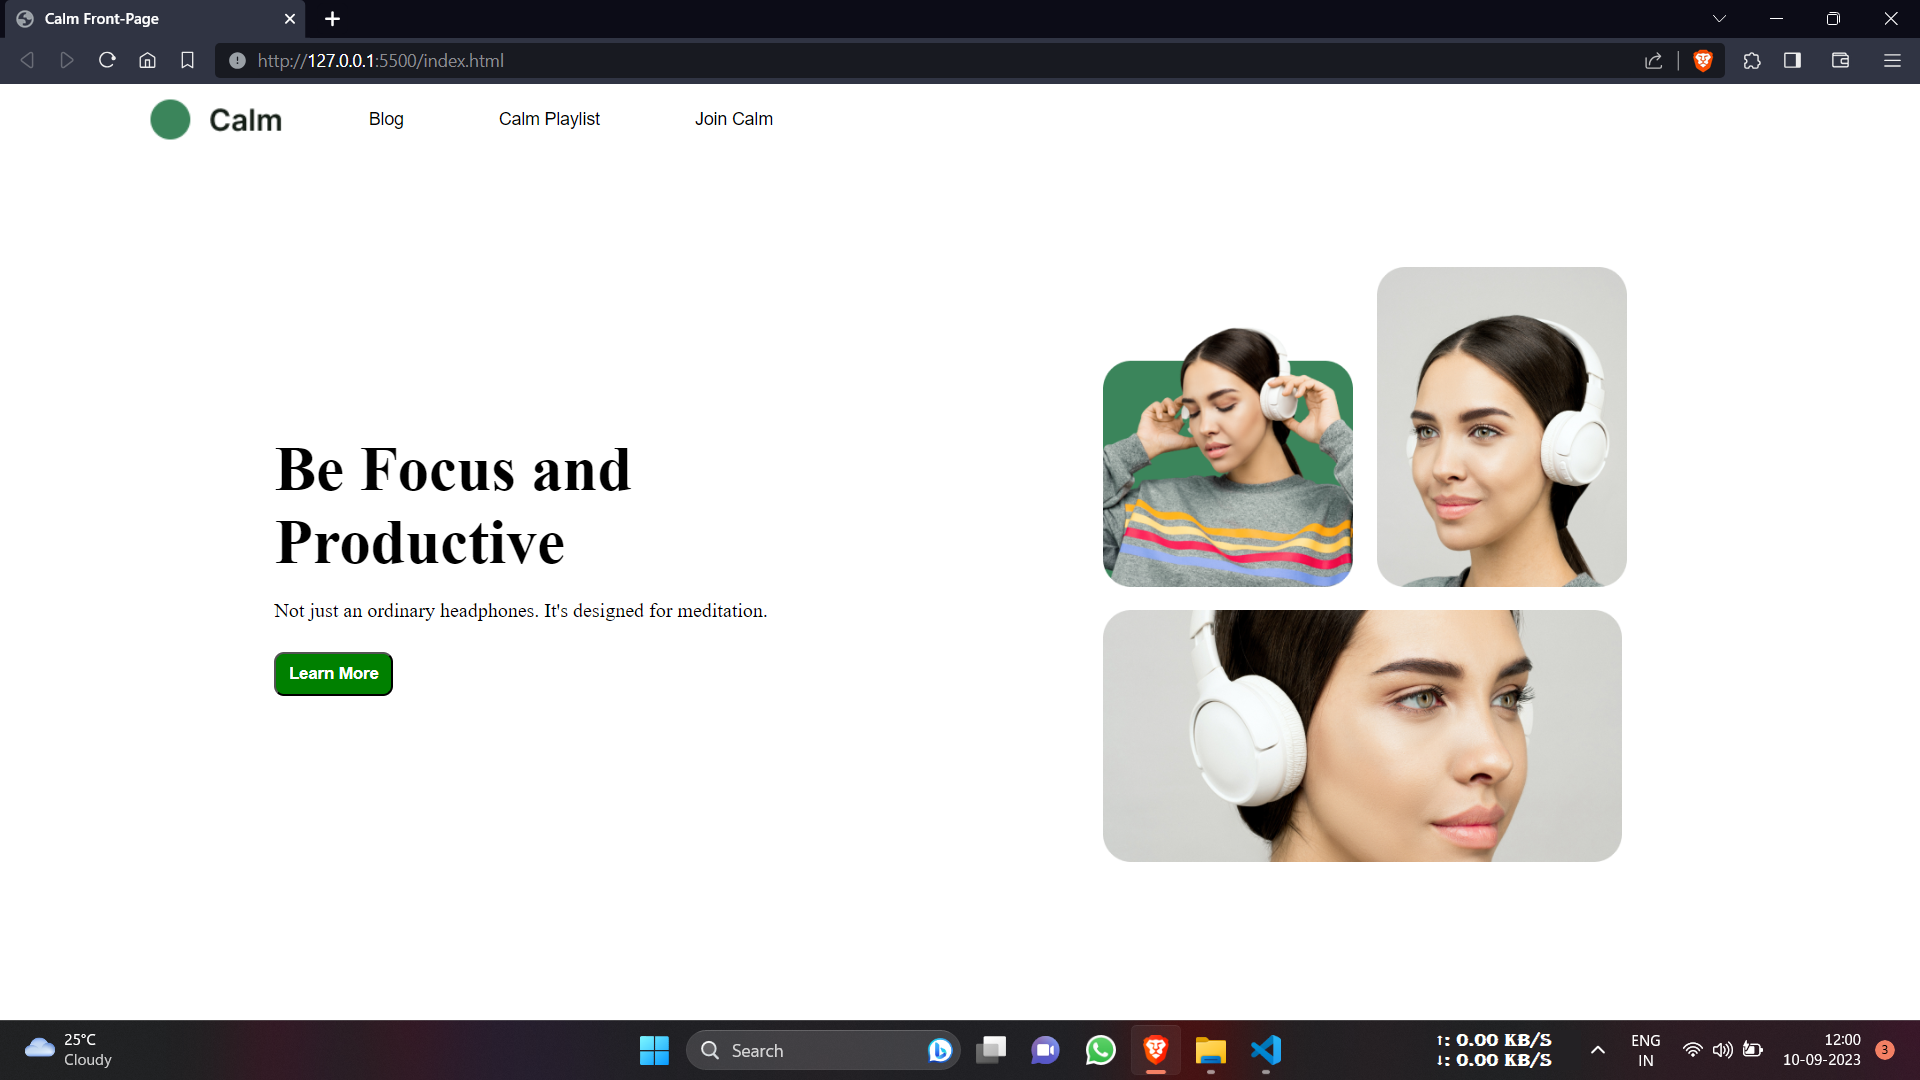 Calm Front-Page
http://127.0.0.1:5500/index.html
Calm
Blog
Calm Playlist
Join Calm
Be Focus and
Productive
Not just an ordinary headphones. It's designed for meditation.
Learn More
25°C
Cloudy
Search
↑: 0.00 KB/S
↓: 0.00 KB/S
ENG
IN
12:00
10-09-2023
3